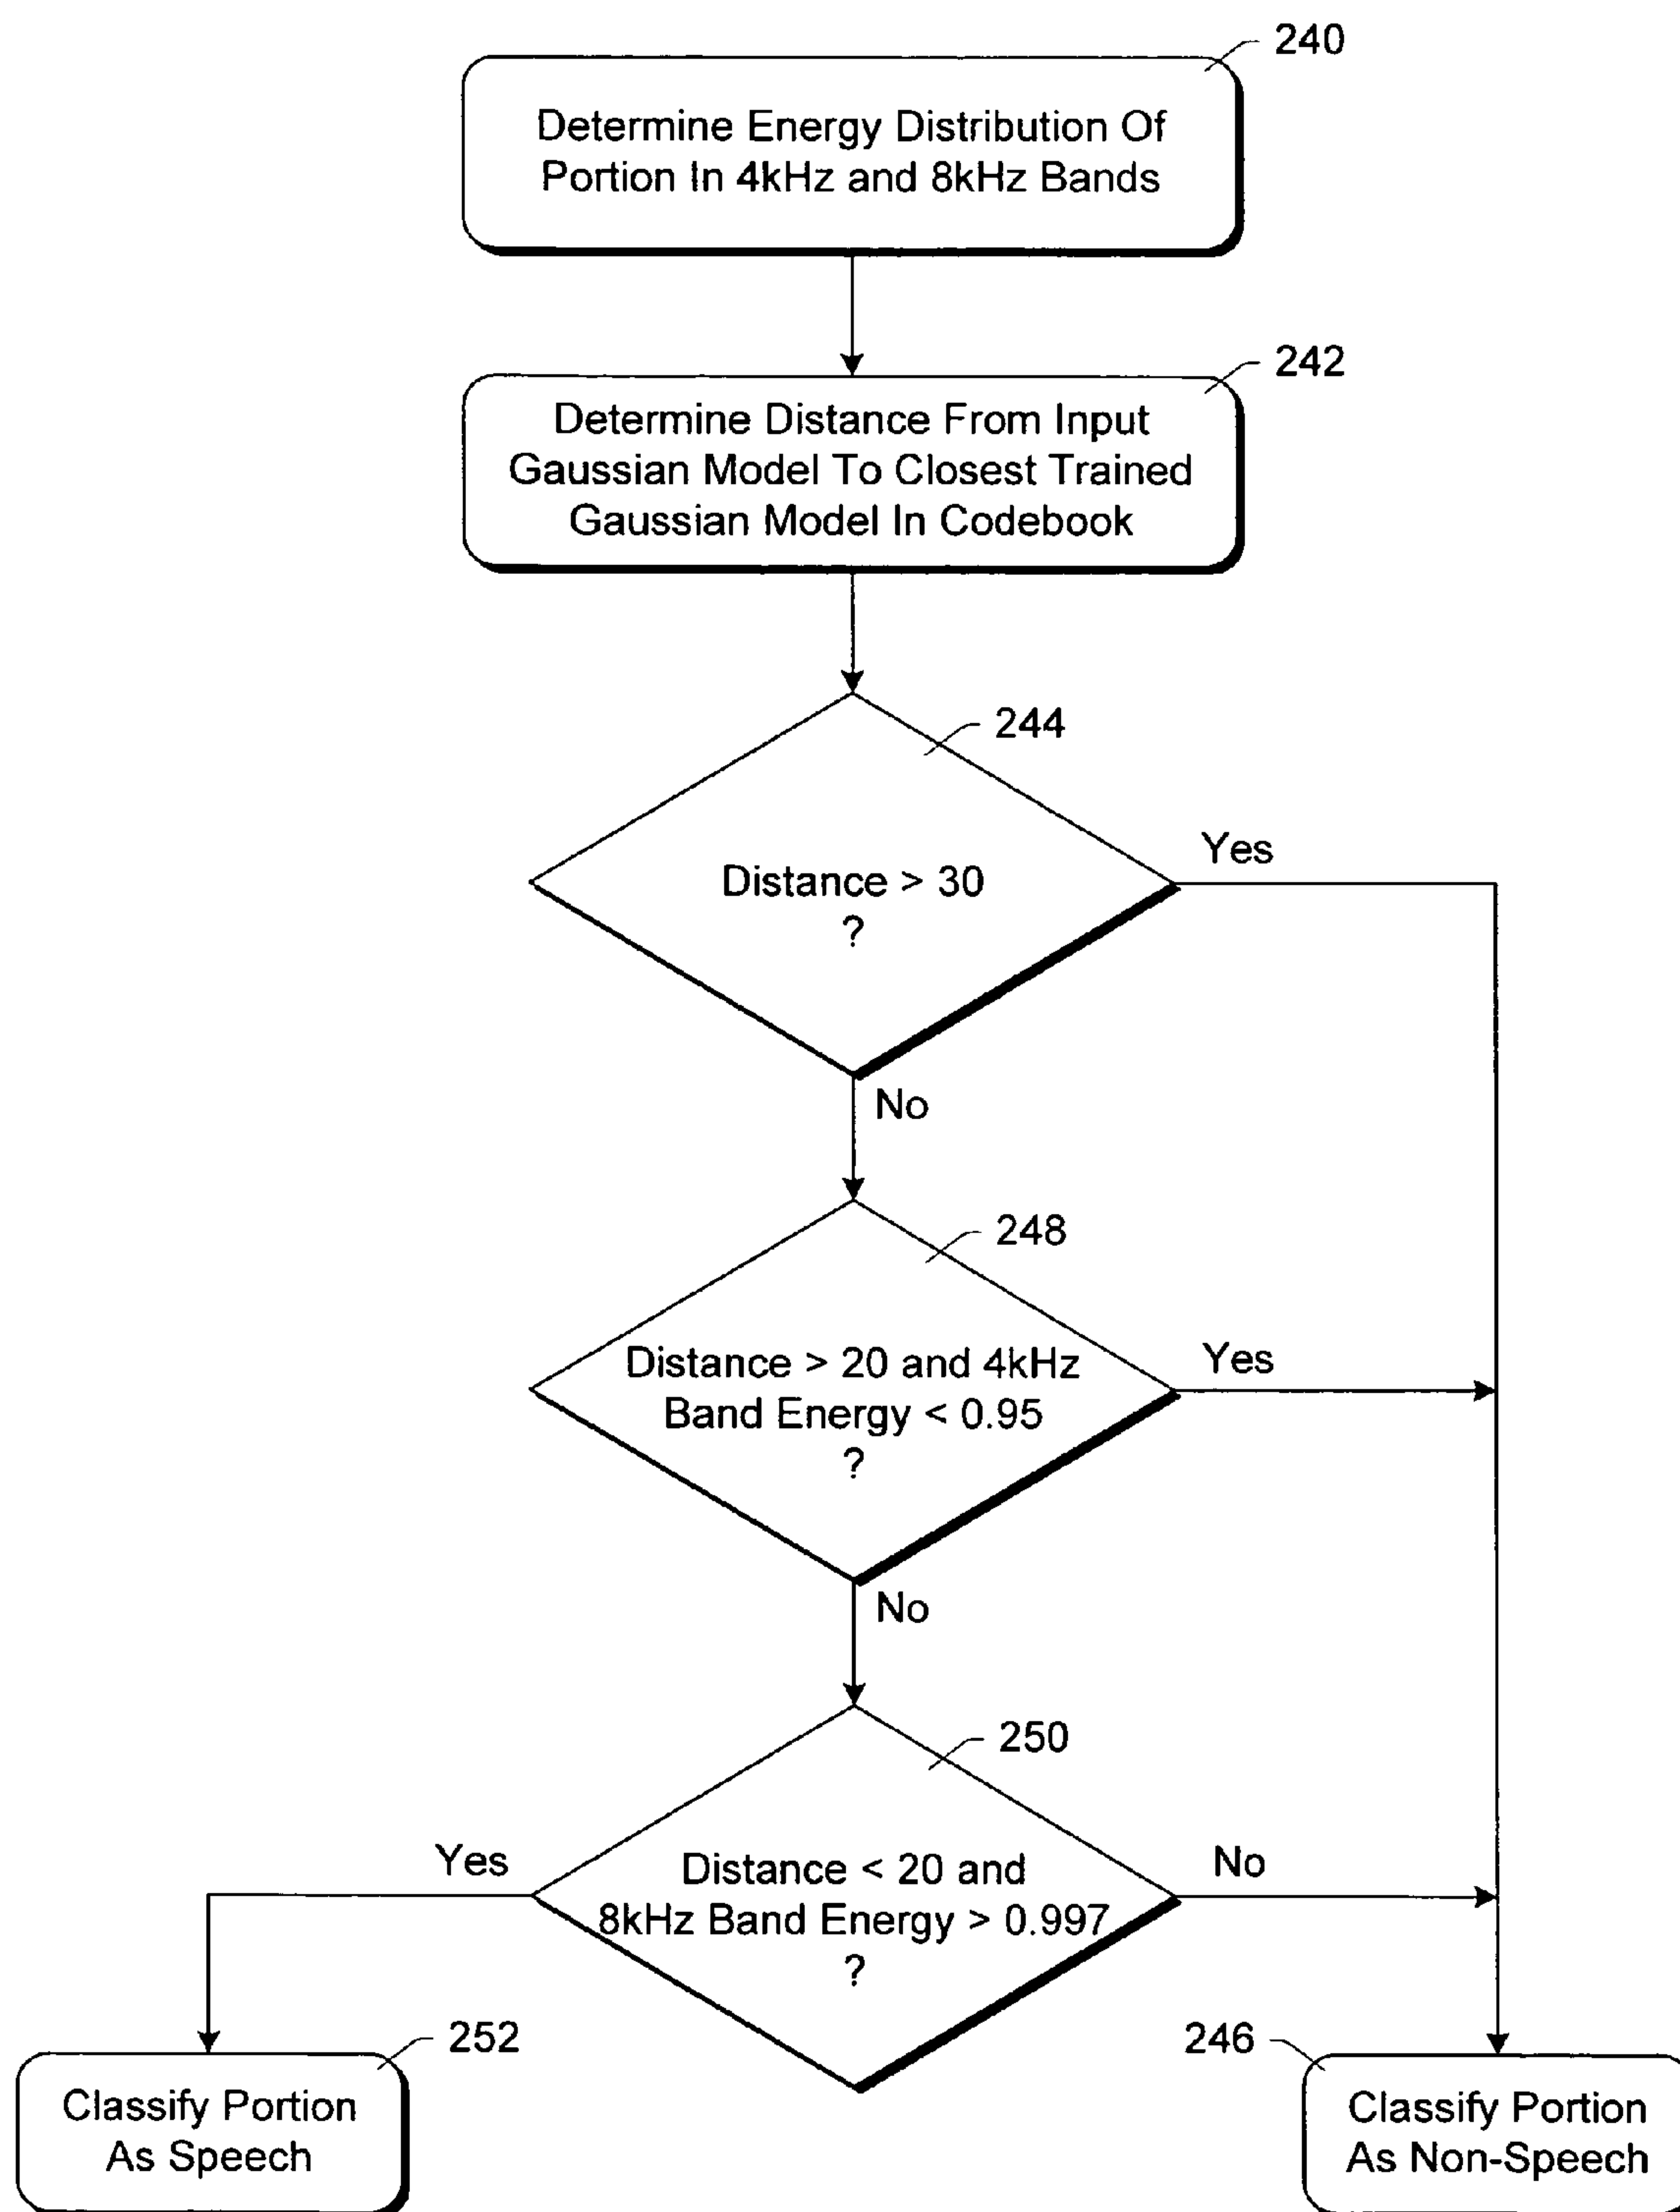 240
Determine Energy Distribution Of
Portion In 4kHz and 8kHz Bands
242
Determine Distance From Input
Gaussian Model To Closest Trained
Gaussian Model In Codebook
244
Distance > 30
?
Yes
No
248
Distance > 20 and 4kHz
Band Energy < 0.95
?
Yes
No
250
Distance < 20 and
8kHz Band Energy > 0.997
?
Yes
No
252
Classify Portion
As Speech
246
Classify Portion
As Non-Speech